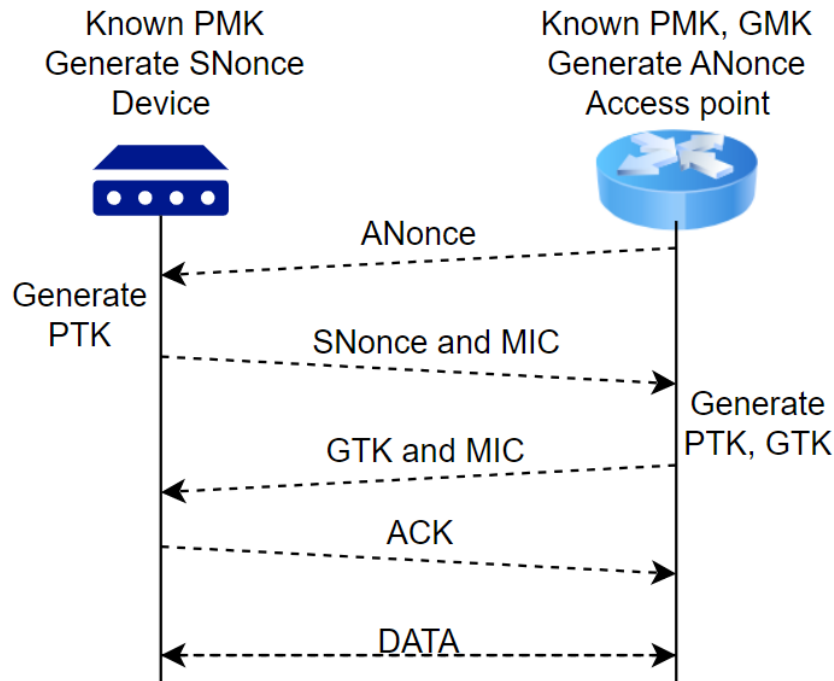 Known PMK
Generate SNonce
Device
Known PMK, GMK
Generate ANonce
Access point
ANonce
Generate
PTK
SNonce and MIC
Generate
PTK, GTK
GTK and MIC
ACK
DATA